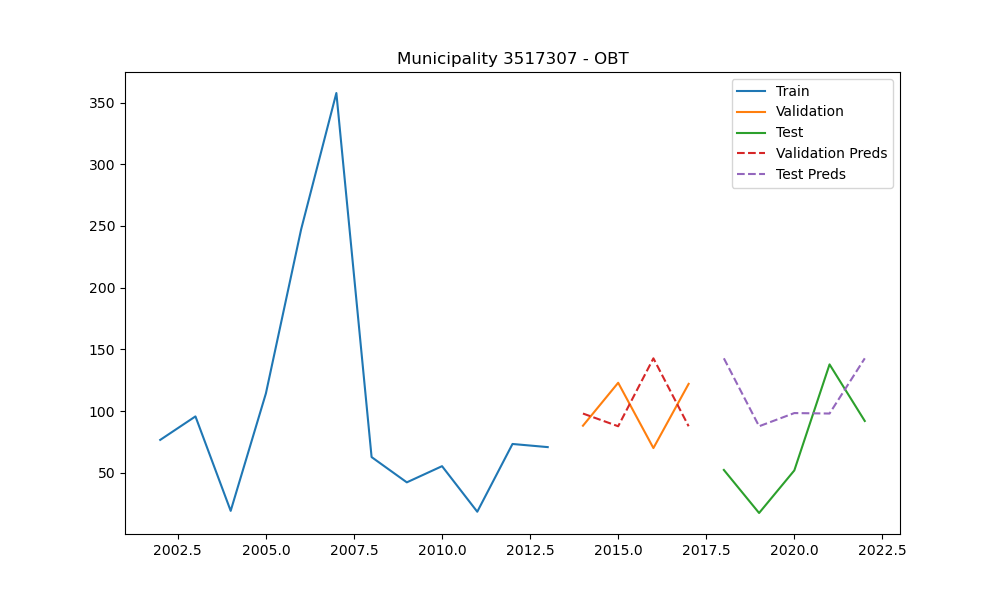 Municipality 3517307 - OBT
Train
Validation
Test
Validation Preds
Test Preds
350
300
250
200
150
100
50
2002.5 2005.0 2007.5 2010.0 2012.5 2015.0 2017.5 2020.0 2022.5